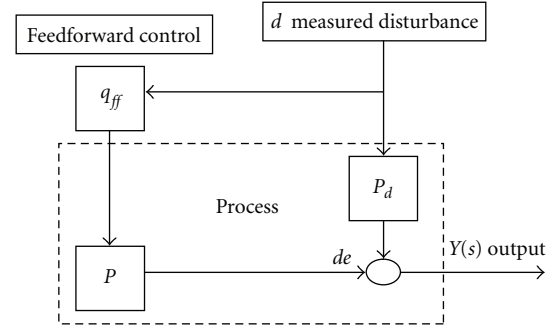 d measured disturbance
Feedforward control
q_ff
P_d
Process
Y(s) output
de
P